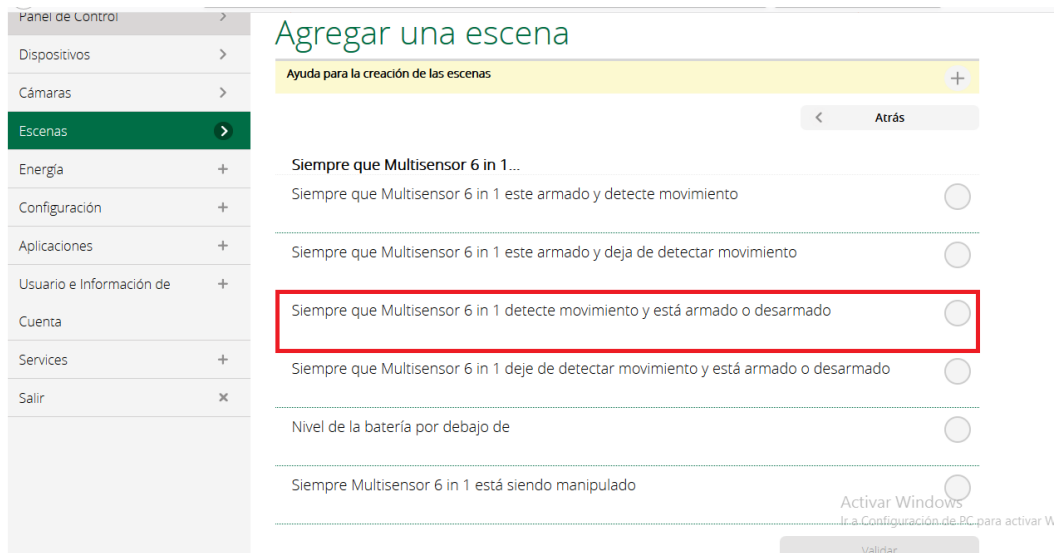 Panel de Control
Dispositivos
Cámaras
Escenas
Energía
Configuración
Aplicaciones
Usuario e Información de
Cuenta
Services
Salir
Agregar una escena
Ayuda para la creación de las escenas
Atrás
Siempre que Multisensor 6 in 1...
Siempre que Multisensor 6 in 1 este armado y detecte movimiento
Siempre que Multisensor 6 in 1 este armado y deja de detectar movimiento
Siempre que Multisensor 6 in 1 detecte movimiento y está armado o desarmado
Siempre que Multisensor 6 in 1 deje de detectar movimiento y está armado o desarmado
Nivel de la batería por debajo de
Siempre Multisensor 6 in 1 está siendo manipulado
Activar Windows
Ir a Configuración de PC para activar W
Validar